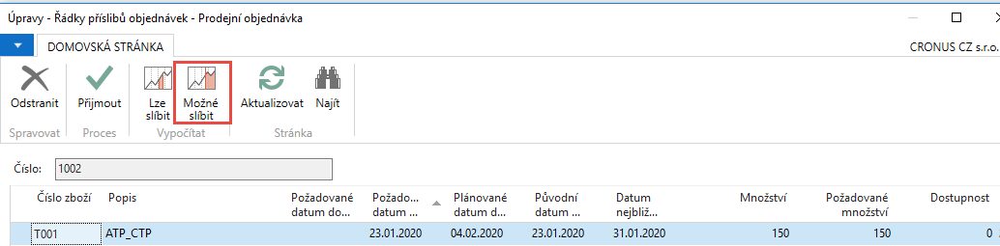 Úpravy - Řádky příslibů objednávek - Prodejní objednávka
DOMOVSKÁ STRÁNKA
CRONUS CZ s.r.o.
Odstranit
Přijmout
Lze slíbit
Možné slíbit
Aktualizovat
Najít
Spravovat
Proces
Vypočítat
Stránka
Číslo: 1002
Číslo zboží Popis Požadované datum do... Požado... datum ... Plánované datum d... Původní datum ... Datum nejbliž... Množství Požadované množství Dostupnost
T001 ATP_CTP 23.01.2020 04.02.2020 23.01.2020 31.01.2020 150 150 0